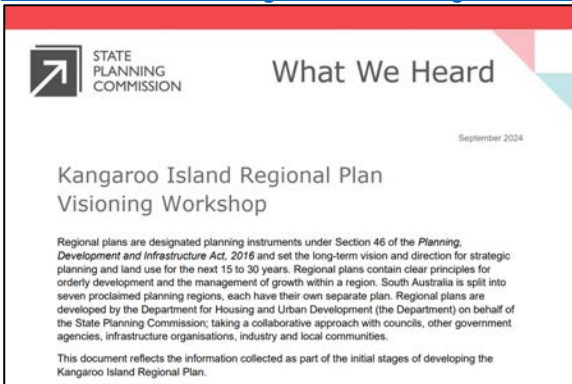 STATE
PLANNING
COMMISSION
What We Heard
September 2024
Kangaroo Island Regional Plan
Visioning Workshop
Regional plans are designated planning instruments under Section 46 of the Planning,
Development and Infrastructure Act, 2016 and set the long-term vision and direction for strategic
planning and land use for the next 15 to 30 years. Regional plans contain clear principles for
orderly development and the management of growth within a region. South Australia is split into
seven proclaimed planning regions, each have their own separate plan. Regional plans are
developed by the Department for Housing and Urban Development (the Department) on behalf of
the State Planning Commission; taking a collaborative approach with councils, other government
agencies, infrastructure organisations, industry and local communities.
This document reflects the information collected as part of the initial stages of developing the
Kangaroo Island Regional Plan.